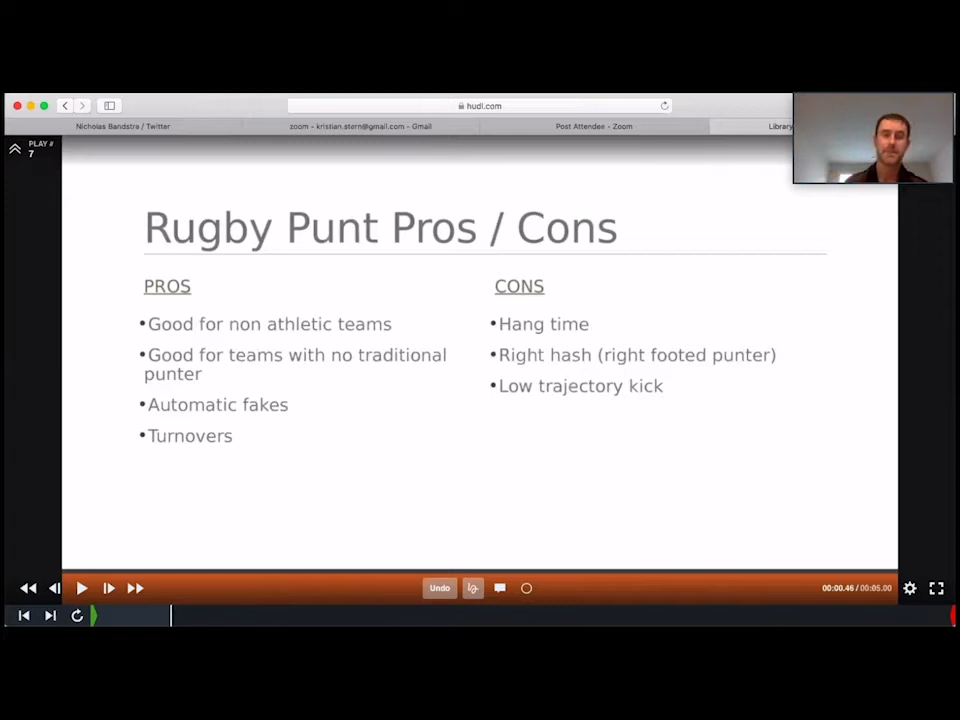 hudl.com
Nicholas Bandstra / Twitter
zoom - kristian.stern@gmail.com - Gmail
Post Attendee - Zoom
Library
PLAY #
7
Rugby Punt Pros / Cons
PROS
•Good for non athletic teams
•Good for teams with no traditional
punter
•Automatic fakes
•Turnovers
CONS
•Hang time
•Right hash (right footed punter)
•Low trajectory kick
Undo
00:00.46 / 00:05.00